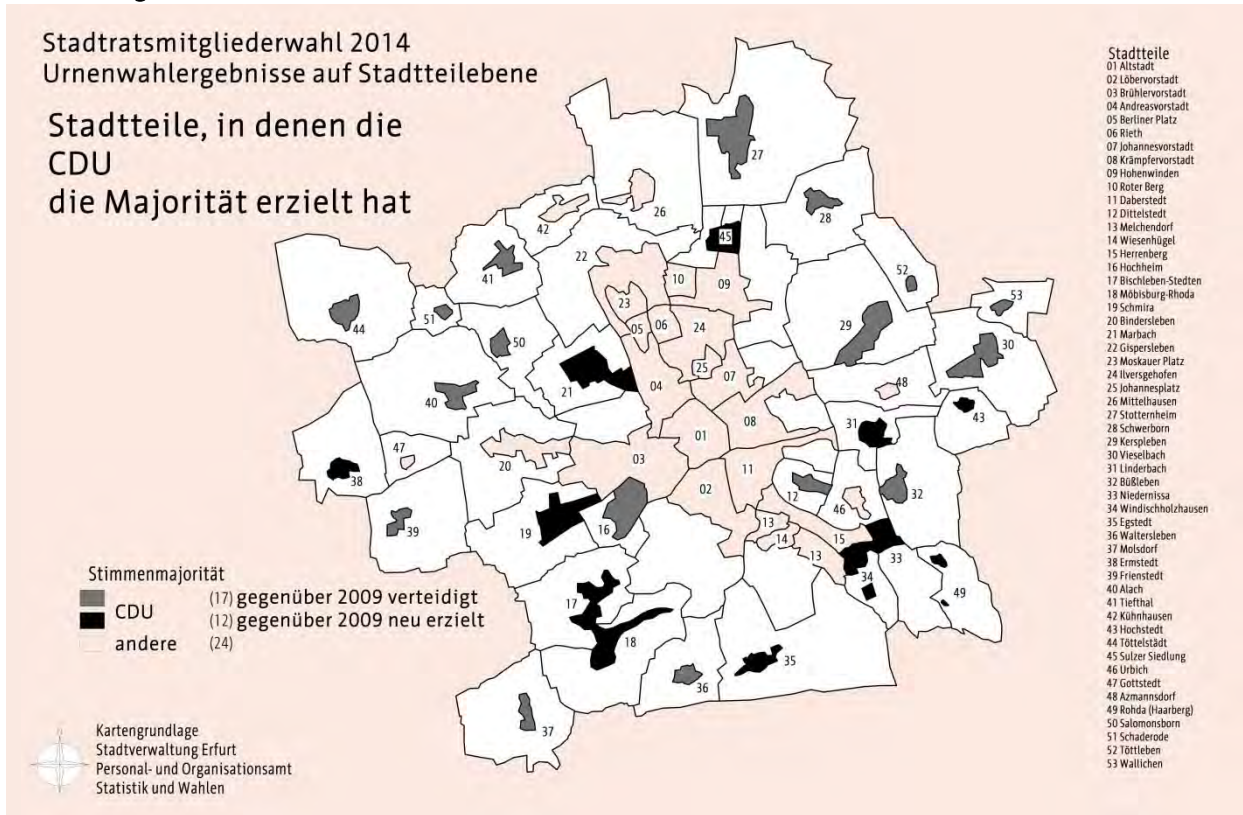 Stadtratsmitgliederwahl 2014
Urnenwahlergebnisse auf Stadtteilebene
Stadtteile, in denen die
CDU
die Majorität erzielt hat
27
28
26
42
45
22
41
52
10
09
53
23
44
51
05
06
24
29
30
50
25
07
48
21
04
40
43
08
31
01
47
20
03
11
38
02
12
32
46
39
19
16
13
14
15
13
33
34
49
17
18
35
36
37
Stimmenmajorität
CDU
(17) gegenüber 2009 verteidigt
(12) gegenüber 2009 neu erzielt
andere (24)
Kartengrundlage
Stadtverwaltung Erfurt
Personal- und Organisationsamt
Statistik und Wahlen
Stadtteile
01 Altstadt
02 Löbervorstadt
03 Brühlervorstadt
04 Andreasvorstadt
05 Berliner Platz
06 Rieth
07 Johannesvorstadt
08 Krämpfervorstadt
09 Hohenwinden
10 Roter Berg
11 Daberstedt
12 Dittelstedt
13 Melchendorf
14 Wiesenhügel
15 Herrenberg
16 Hochheim
17 Bischleben-Stedten
18 Möbisburg-Rhoda
19 Schmira
20 Bindersleben
21 Marbach
22 Gispersleben
23 Moskauer Platz
24 Ilversgehofen
25 Johannesplatz
26 Mittelhausen
27 Stotternheim
28 Schwerborn
29 Kerspleben
30 Vieselbach
31 Linderbach
32 Büßleben
33 Niedernissa
34 Windischholzhausen
35 Egstedt
36 Waltersleben
37 Molsdorf
38 Ermstedt
39 Frienstedt
40 Alach
41 Tiefthal
42 Kühnhausen
43 Hochstedt
44 Töttelstädt
45 Sulzer Siedlung
46 Urbich
47 Gottstedt
48 Azmannsdorf
49 Rohda (Haarberg)
50 Salomonsborn
51 Schaderode
52 Töttleben
53 Wallichen